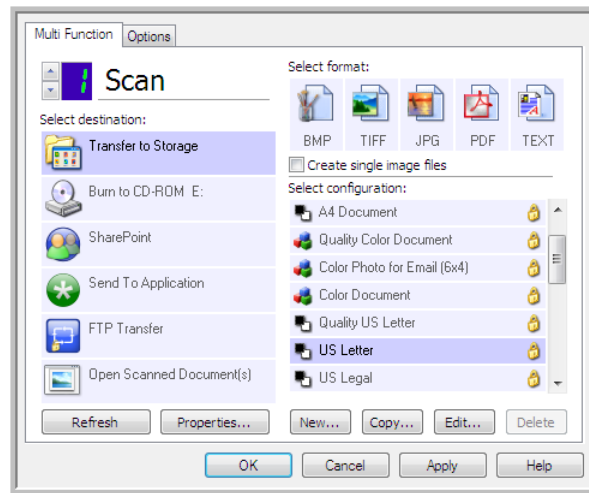 Multi Function
Options
1 Scan
Select destination:
Transfer to Storage
Burn to CD-ROM E:
SharePoint
Send To Application
FTP Transfer
Open Scanned Document(s)
Refresh
Properties...
Select format:
BMP
TIFF
JPG
PDF
TEXT
Create single image files
Select configuration:
A4 Document
Quality Color Document
Color Photo for Email (6x4)
Color Document
Quality US Letter
US Letter
US Legal
New...
Copy...
Edit...
Delete
OK
Cancel
Apply
Help